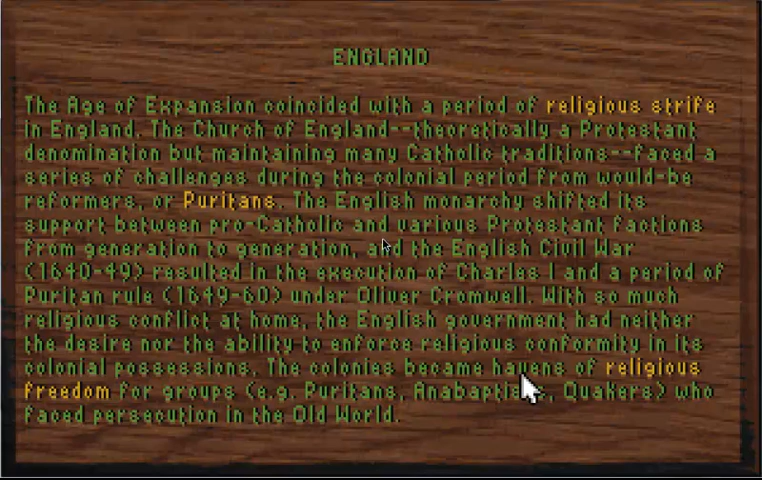 ENGLAND
The Age of Expansion coincided with a period of religious strife
in England. The Church of England--theoretically a Protestant
denomination but maintaining many Catholic traditions--faced a
series of challenges during the colonial period from would-be
reformers, or Puritans. The English monarchy shifted its
support between pro-Catholic and various Protestant factions
from generation to generation, and the English Civil War
(1640-49) resulted in the execution of Charles I and a period of
Puritan rule (1649-60) under Oliver Cromwell. With so much
religious conflict at home, the English government had neither
the desire nor the ability to enforce religious conformity in its
colonial possessions. The colonies became havens of religious
freedom for groups (e.g. Puritans, Anabaptists, Quakers) who
faced persecution in the Old World.